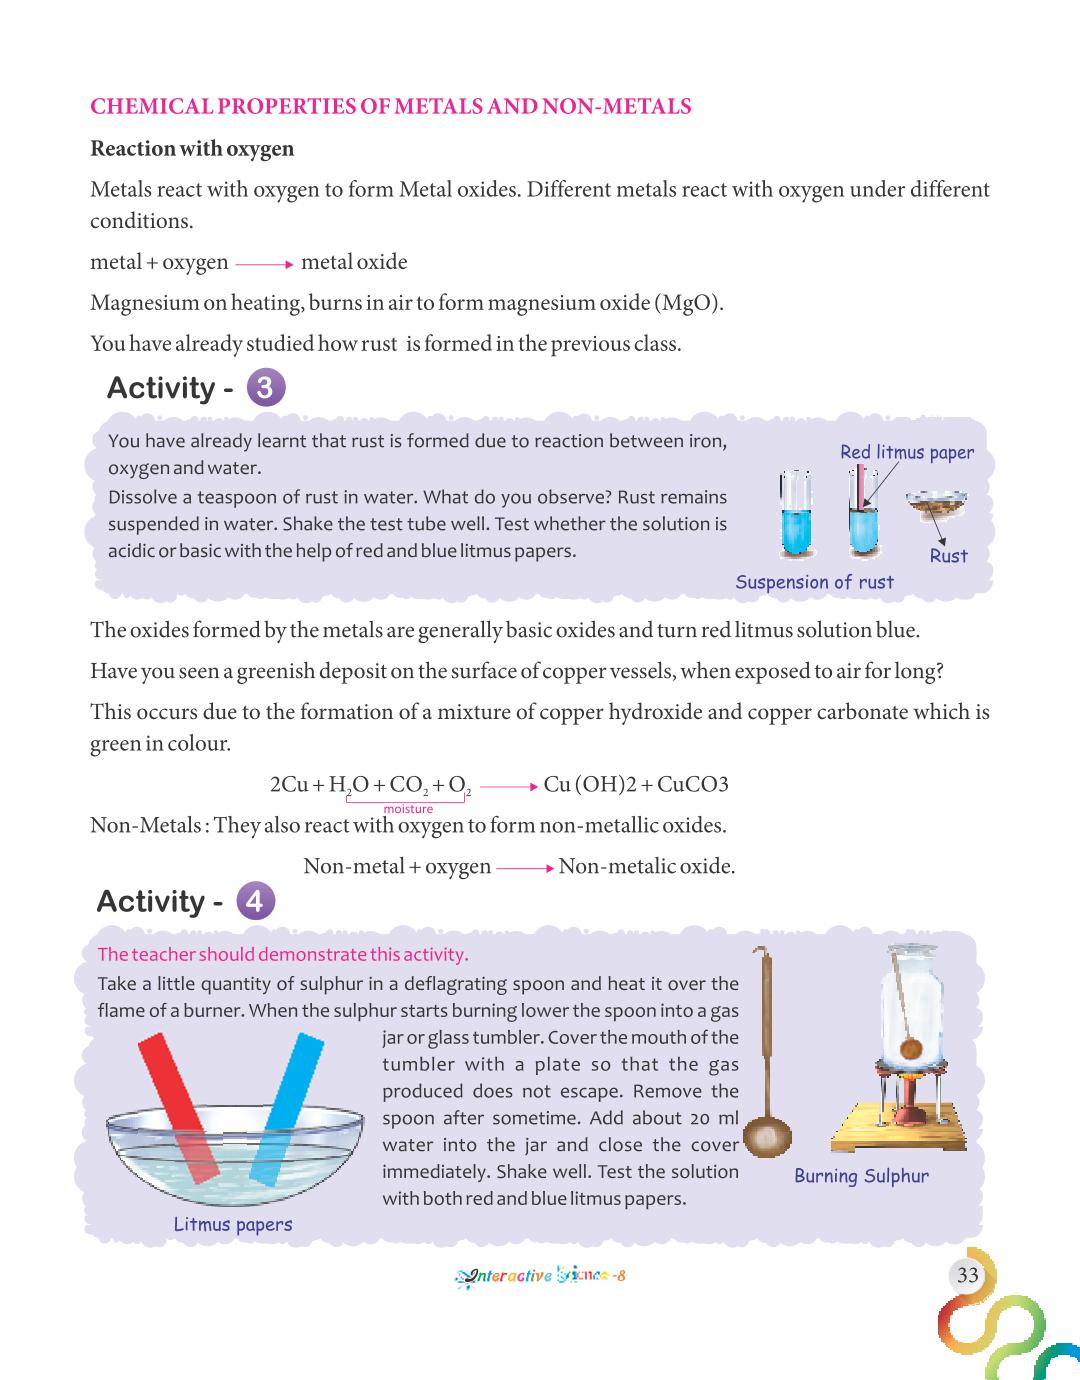 CHEMICAL PROPERTIES OF METALS AND NON-METALS
Reaction with oxygen
Metals react with oxygen to form Metal oxides. Different metals react with oxygen under different
conditions.
metal + oxygen ⟶ metal oxide
Magnesium on heating, burns in air to form magnesium oxide (MgO).
You have already studied how rust is formed in the previous class.
Activity - 3
You have already learnt that rust is formed due to reaction between iron,
oxygen and water.
Dissolve a teaspoon of rust in water. What do you observe? Rust remains
suspended in water. Shake the test tube well. Test whether the solution is
acidic or basic with the help of red and blue litmus papers.
Red litmus paper
Rust
Suspension of rust
The oxides formed by the metals are generally basic oxides and turn red litmus solution blue.
Have you seen a greenish deposit on the surface of copper vessels, when exposed to air for long?
This occurs due to the formation of a mixture of copper hydroxide and copper carbonate which is
green in colour.
2Cu + H₂O + CO₂ + O₂ ⟶ Cu (OH)2 + CuCO3
moisture
Non-Metals : They also react with oxygen to form non-metallic oxides.
Non-metal + oxygen ⟶ Non-metalic oxide.
Activity - 4
The teacher should demonstrate this activity.
Take a little quantity of sulphur in a deflagrating spoon and heat it over the
flame of a burner. When the sulphur starts burning lower the spoon into a gas
jar or glass tumbler. Cover the mouth of the
tumbler with a plate so that the gas
produced does not escape. Remove the
spoon after sometime. Add about 20 ml
water into the jar and close the cover
immediately. Shake well. Test the solution
with both red and blue litmus papers.
Litmus papers
Burning Sulphur
Interactive Science -8
33